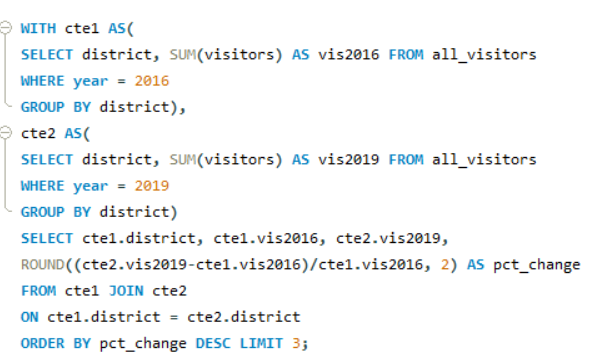 WITH cte1 AS(
SELECT district, SUM(visitors) AS vis2016 FROM all_visitors
WHERE year = 2016
GROUP BY district),
cte2 AS(
SELECT district, SUM(visitors) AS vis2019 FROM all_visitors
WHERE year = 2019
GROUP BY district)
SELECT cte1.district, cte1.vis2016, cte2.vis2019,
ROUND((cte2.vis2019-cte1.vis2016)/cte1.vis2016, 2) AS pct_change
FROM cte1 JOIN cte2
ON cte1.district = cte2.district
ORDER BY pct_change DESC LIMIT 3;